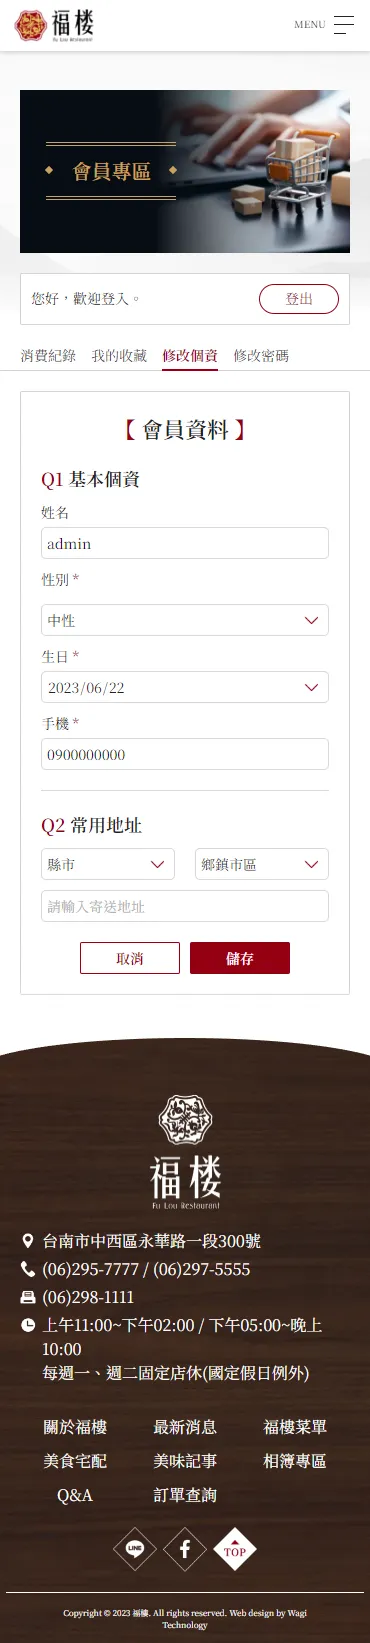 福楼
Fu Lou Restaurant
MENU
會員專區
您好，歡迎登入。
登出
消費紀錄 我的收藏 修改個資 修改密碼
【 會員資料 】
Q1 基本個資
姓名
admin
性別 *
中性
生日 *
2023/06/22
手機 *
0900000000
Q2 常用地址
縣市 鄉鎮市區
請輸入寄送地址
取消 儲存
福楼
Fu Lou Restaurant
台南市中西區永華路一段300號
(06)295-7777 / (06)297-5555
(06)298-1111
上午11:00~下午02:00 / 下午05:00~晚上
10:00
每週一、週二固定店休(國定假日例外)
關於福樓 最新消息 福樓菜單
美食宅配 美味記事 相簿專區
Q&A 訂單查詢
LINE
TOP
Copyright © 2023 福樓. All rights reserved. Web design by Wagi
Technology